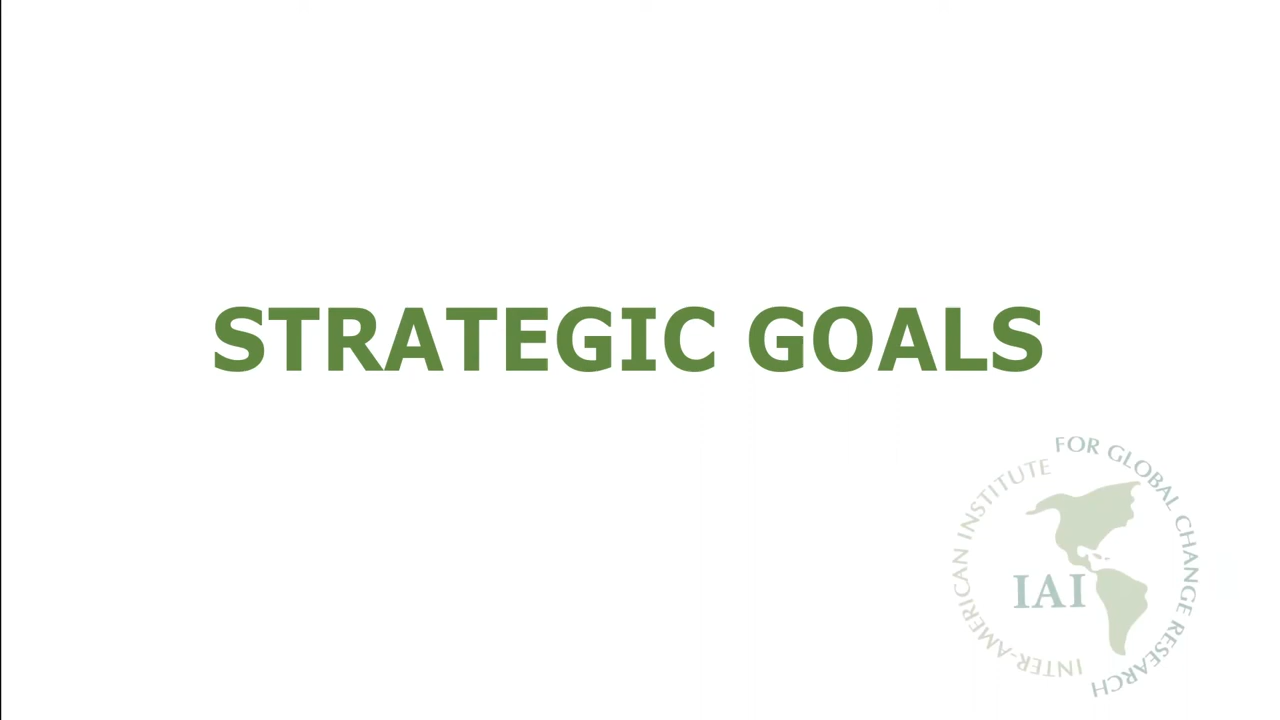 STRATEGIC GOALS
INTER-AMERICAN INSTITUTE FOR GLOBAL CHANGE RESEARCH
IAI